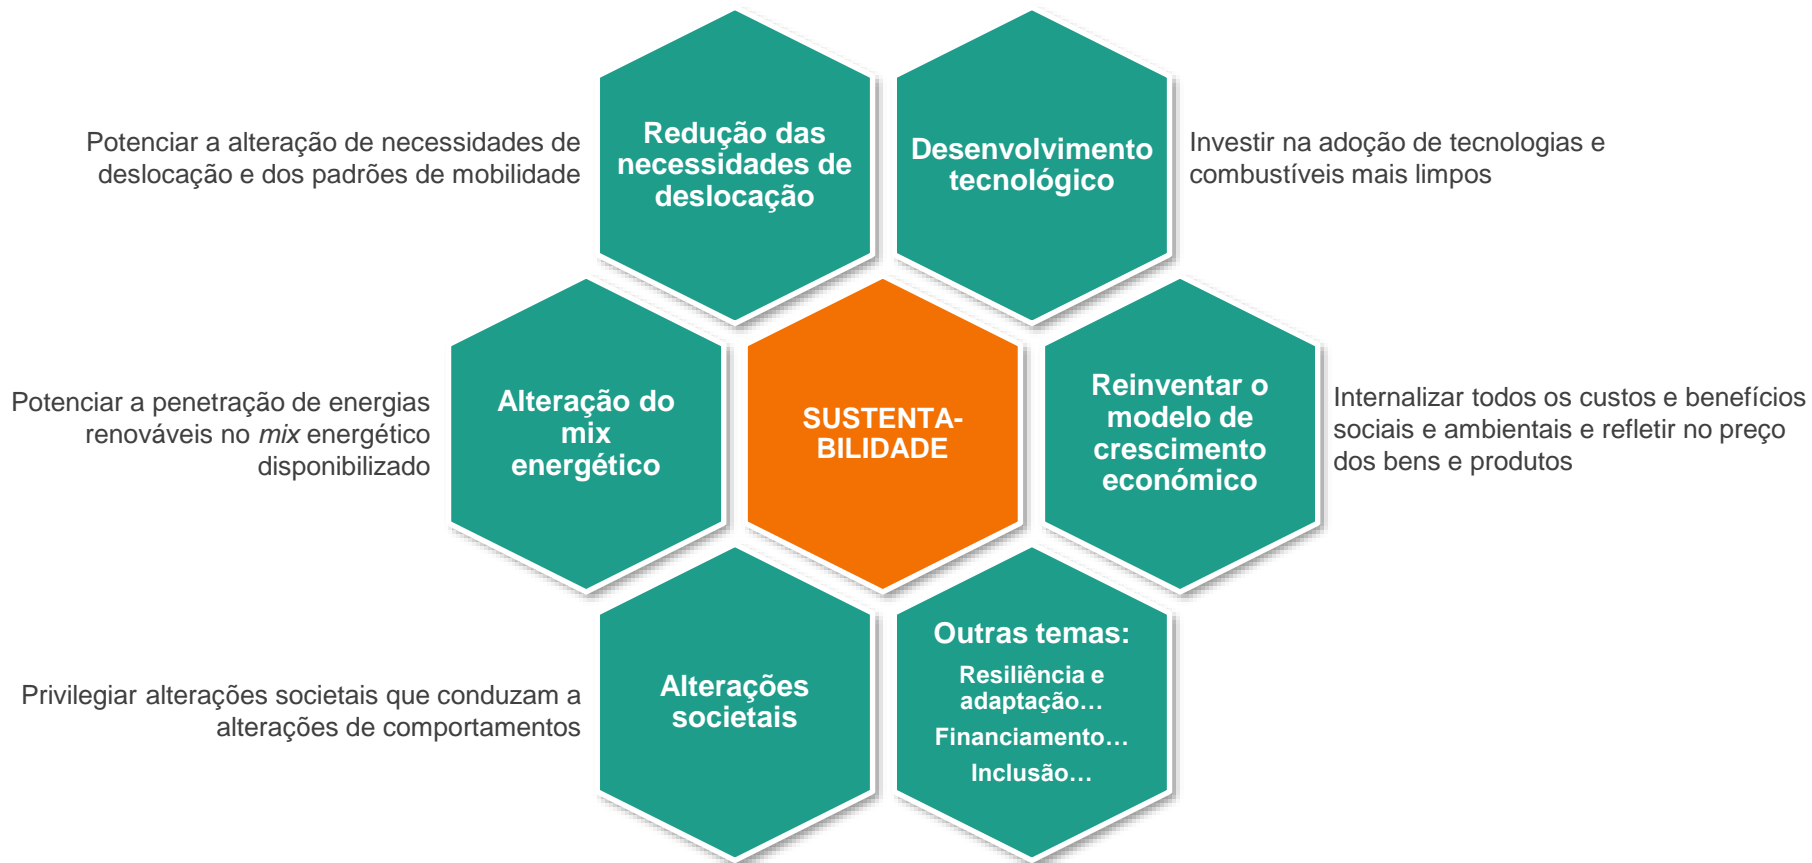 Redução das
necessidades de
deslocação
Desenvolvimento
tecnológico
Potenciar a alteração de necessidades de
deslocação e dos padrões de mobilidade
Investir na adoção de tecnologias e
combustíveis mais limpos
Potenciar a penetração de energias
renováveis no mix energético
disponibilizado
Alteração do
mix
energético
SUSTENTA-
BILIDADE
Reinventar o
modelo de
crescimento
económico
Internalizar todos os custos e benefícios
sociais e ambientais e refletir no preço
dos bens e produtos
Privilegiar alterações societais que conduzam a
alterações de comportamentos
Alterações
societais
Outras temas:
Resiliência e
adaptação…
Financiamento…
Inclusão…